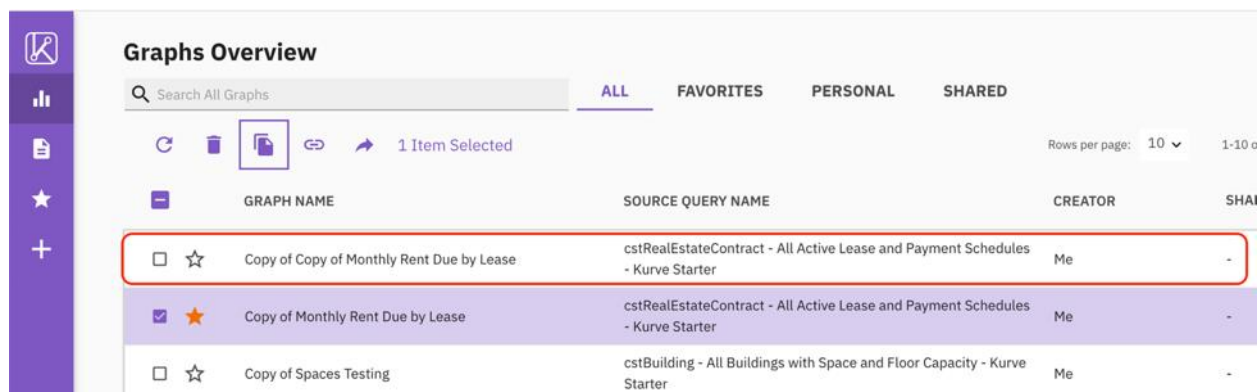 Graphs Overview
Search All Graphs
ALL FAVORITES PERSONAL SHARED
1 Item Selected
Rows per page: 10 1-10
GRAPH NAME SOURCE QUERY NAME CREATOR
Copy of Copy of Monthly Rent Due by Lease cstRealEstateContract - All Active Lease and Payment Schedules Me -
- Kurve Starter
Copy of Monthly Rent Due by Lease cstRealEstateContract - All Active Lease and Payment Schedules Me -
- Kurve Starter
Copy of Spaces Testing cstBuilding - All Buildings with Space and Floor Capacity - Kurve Me -
Starter